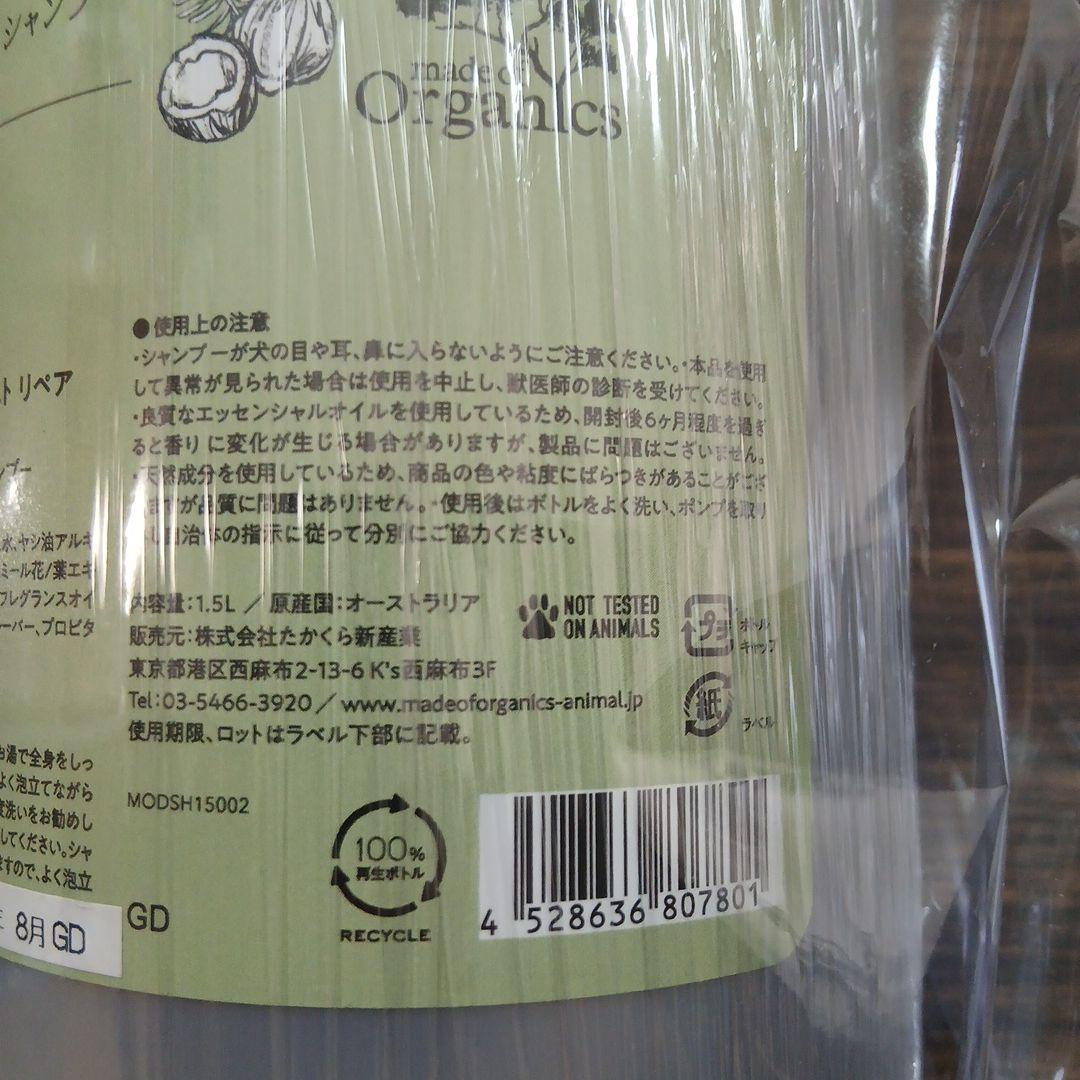 シャンプ
made of
Organics
●使用上の注意
・シャンプーが犬の目や耳、鼻に入らないようにご注意ください。・本品を使用
して異常が見られた場合は使用を中止し、獣医師の診断を受けてください。
・良質なエッセンシャルオイルを使用しているため、開封後6ヶ月程度を過ぎ
ると香りに変化が生じる場合がありますが、製品に問題はございません。
・天然成分を使用しているため、商品の色や粘度にばらつきがあることがござ
いますが品質に問題はありません。・使用後はボトルをよく洗い、ポンプを取り
自治体の指示に従って分別にご協力ください。
トリペア
ンプー
水、ヤシ油アルキ
ミール花/葉エキ
フレグランスオイ
ーバー、プロピタ
内容量:1.5L / 原産国:オーストラリア
販売元:株式会社たかくら新産業
東京都港区西麻布2-13-6 K's西麻布3F
Tel:03-5466-3920 / www.madeoforganics-animal.jp
使用期限、ロットはラベル下部に記載。
NOT TESTED
ON ANIMALS
プラ
ボトル
キャップ
紙
ラベル
お湯で全身をしっ
よく泡立てながら
度洗いをお勧めし
してください。シャ
ますので、よく泡立
MODSH15002
100%
再生ボトル
RECYCLE
4 528636 807801
8月 GD
GD